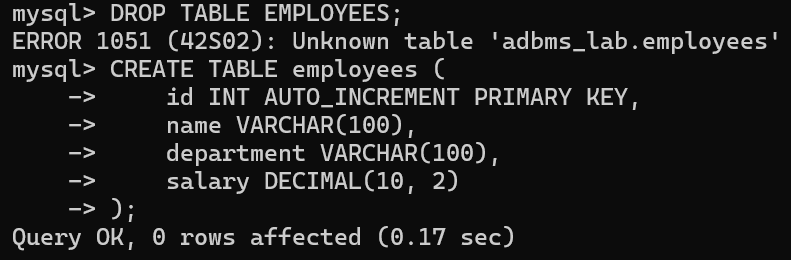 mysql> DROP TABLE EMPLOYEES;
ERROR 1051 (42S02): Unknown table 'adbms_lab.employees'
mysql> CREATE TABLE employees (
    ->     id INT AUTO_INCREMENT PRIMARY KEY,
    ->     name VARCHAR(100),
    ->     department VARCHAR(100),
    ->     salary DECIMAL(10, 2)
    -> );
Query OK, 0 rows affected (0.17 sec)